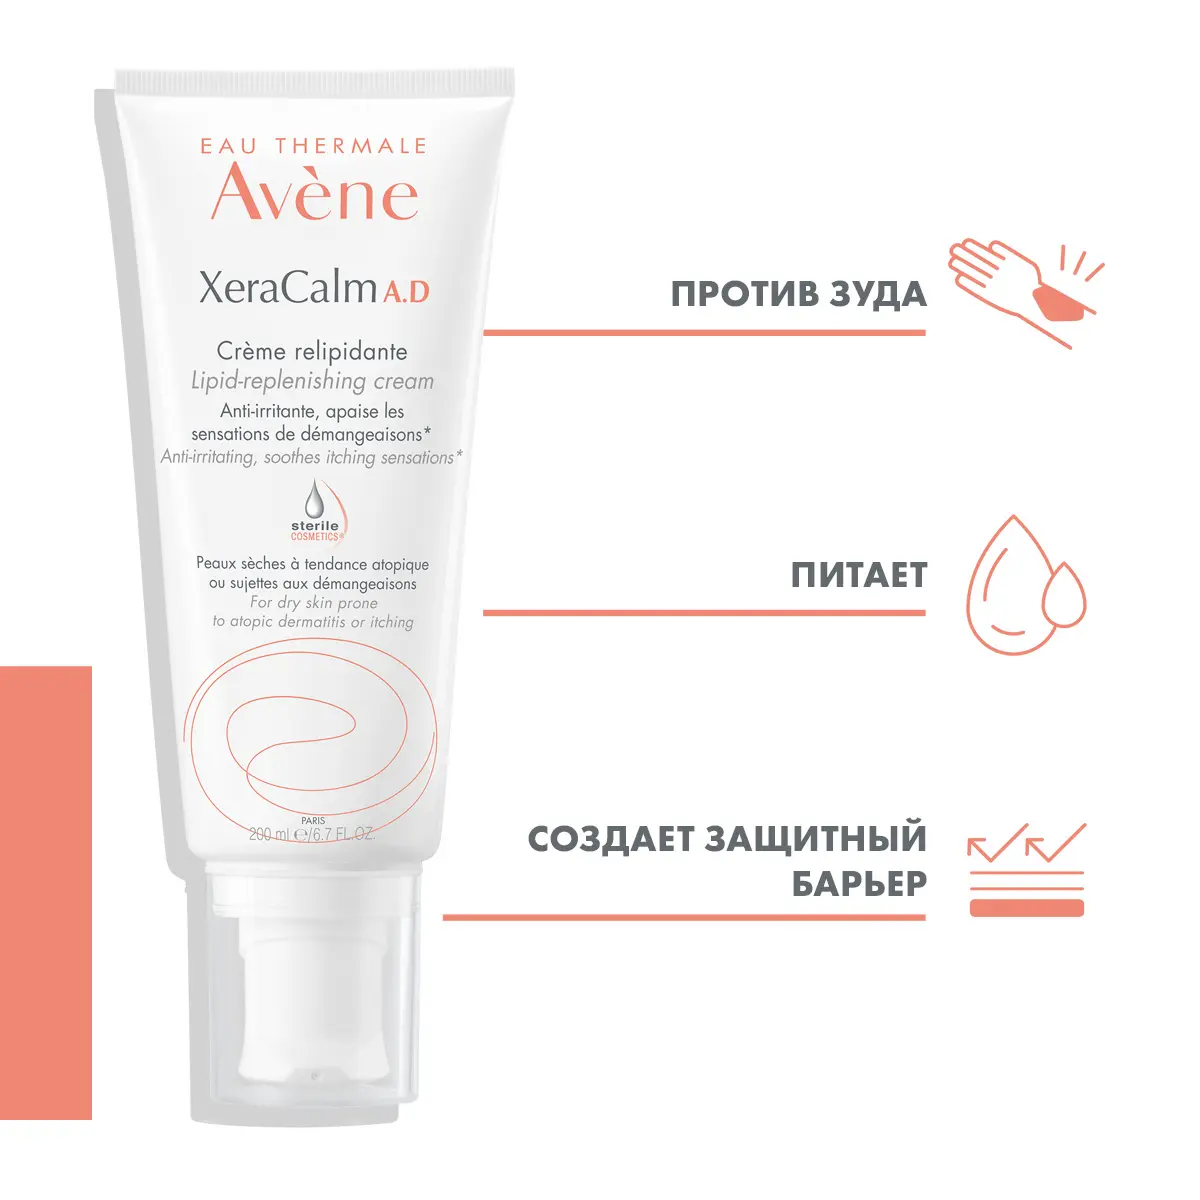 EAU THERMALE
Avène
XeraCalm A.D
Crème relipidante
Lipid-replenishing cream
Anti-irritante, apaise les
sensations de démangeaisons*
Anti-irritating, soothes itching sensations*
sterile
COSMETICS®
Peaux sèches à tendance atopique
ou sujettes aux démangeaisons
For dry skin prone
to atopic dermatitis or itching
PARIS
200 ml e/6.7 FL.OZ.
ПРОТИВ ЗУДА
ПИТАЕТ
СОЗДАЕТ ЗАЩИТНЫЙ
БАРЬЕР